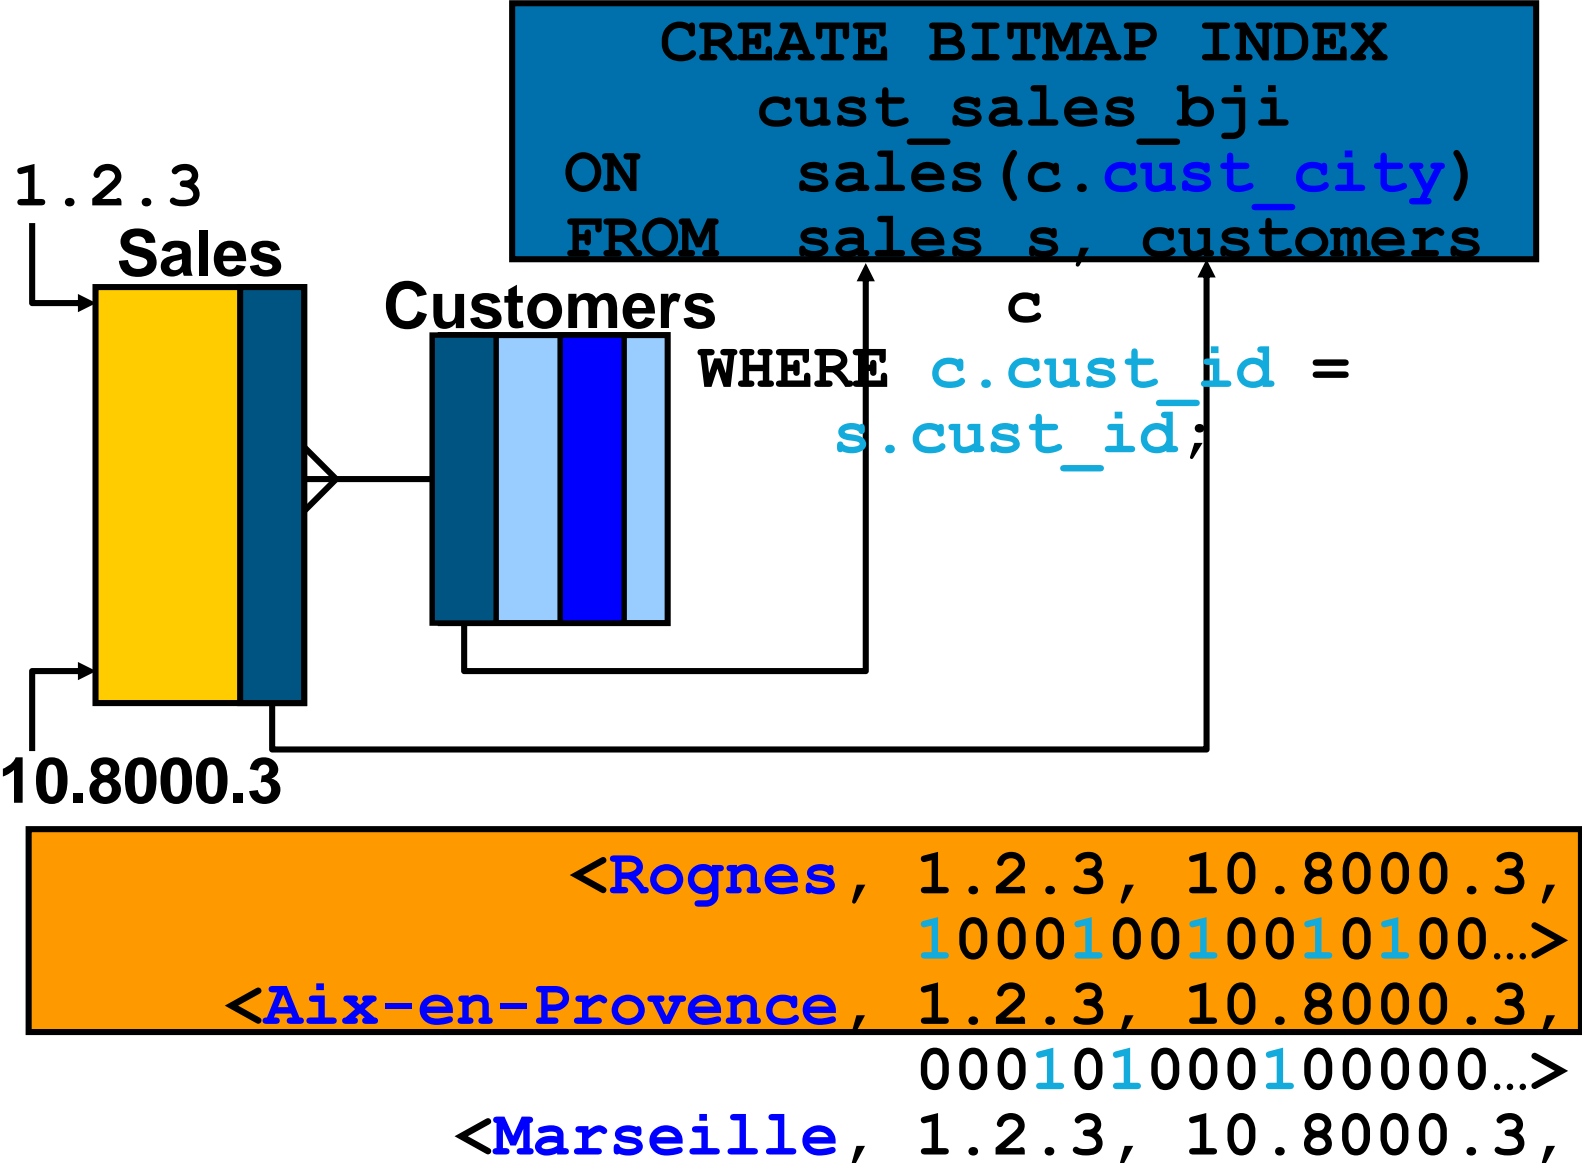 CREATE BITMAP INDEX
cust_sales_bji
ON sales(c.cust_city)
FROM sales s, customers
c
WHERE c.cust_id =
s.cust_id;
1.2.3
Sales
Customers
10.8000.3
<Rognes, 1.2.3, 10.8000.3,
10001001001010100…>
<Aix-en-Provence, 1.2.3, 10.8000.3,
000101000100000…>
<Marseille, 1.2.3, 10.8000.3,